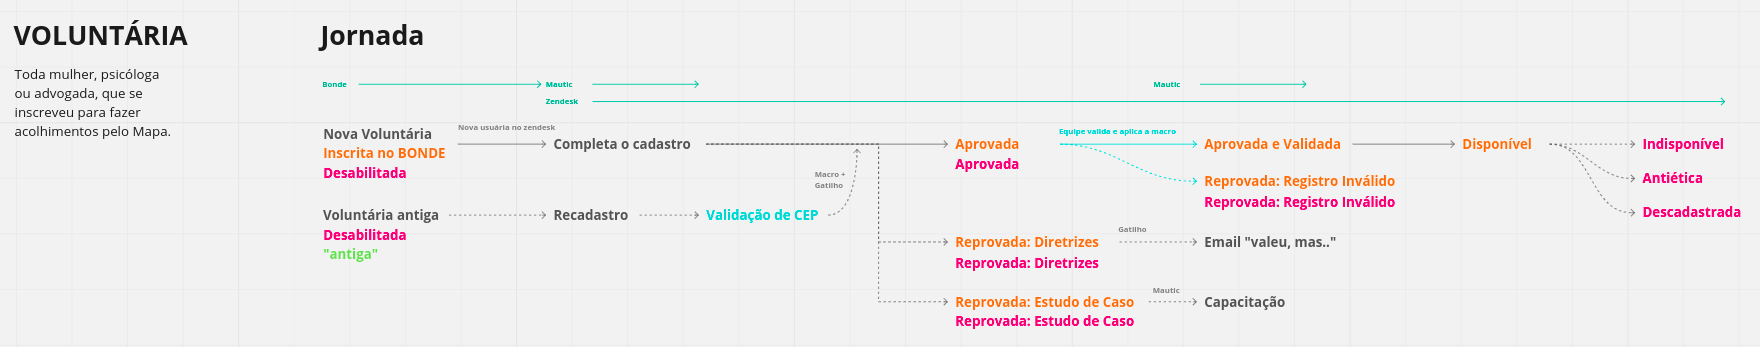 VOLUNTÁRIA
Toda mulher, psicóloga
ou advogada, que se
inscreveu para fazer
acolhimentos pelo Mapa.
Jornada
Bonde
Mautic
Mautic
Zendesk
Nova Voluntária
Inscrita no BONDE
Desabilitada
Nova usuária no zendesk
Completa o cadastro
Aprovada
Aprovada
Equipe valida e aplica a macro
Aprovada e Validada
Disponível
Indisponível
Antiética
Descadastrada
Reprovada: Registro Inválido
Reprovada: Registro Inválido
Macro +
Gatilho
Voluntária antiga
Desabilitada
"antiga"
Recadastro
Validação de CEP
Reprovada: Diretrizes
Reprovada: Diretrizes
Gatilho
Email "valeu, mas.."
Reprovada: Estudo de Caso
Reprovada: Estudo de Caso
Mautic
Capacitação